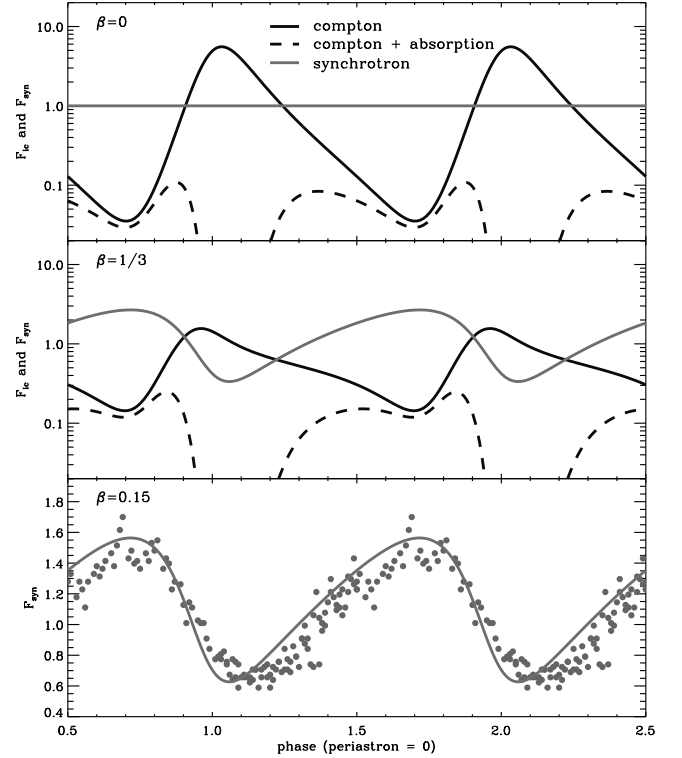 β=0
compton
compton + absorption
synchrotron
10.0
1.0
0.1
F_ic and F_syn
β=1/3
10.0
1.0
0.1
F_ic and F_syn
β=0.15
1.8
1.6
1.4
1.2
1.0
0.8
0.6
0.4
F_syn
0.5 1.0 1.5 2.0 2.5
phase (periastron = 0)